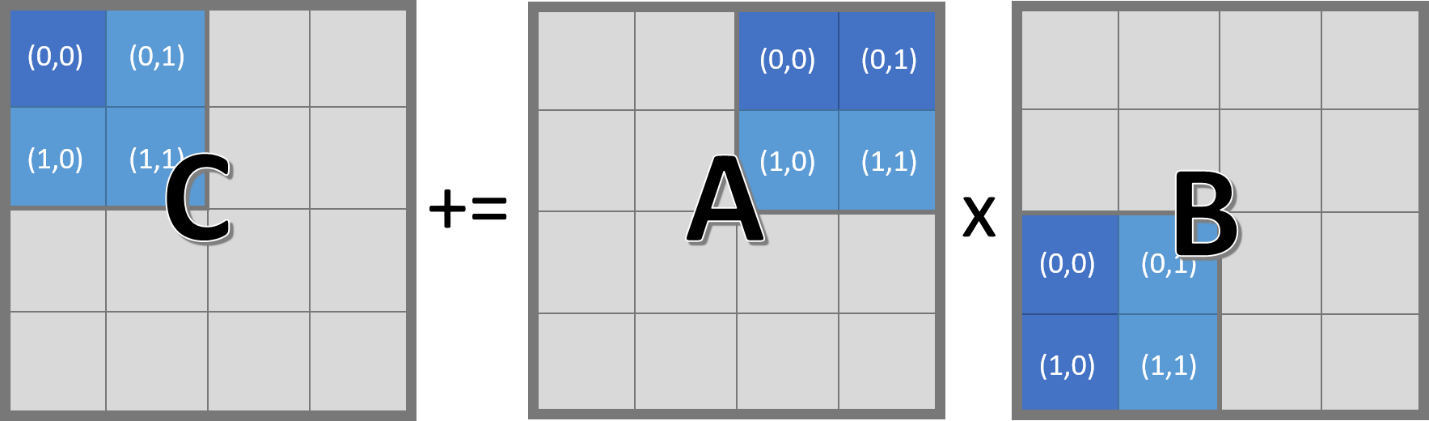 (0,0) (0,1)
(1,0) (1,1)
C
+=
(0,0) (0,1)
(1,0) (1,1)
A
x
B
(0,0) (0,1)
(1,0) (1,1)